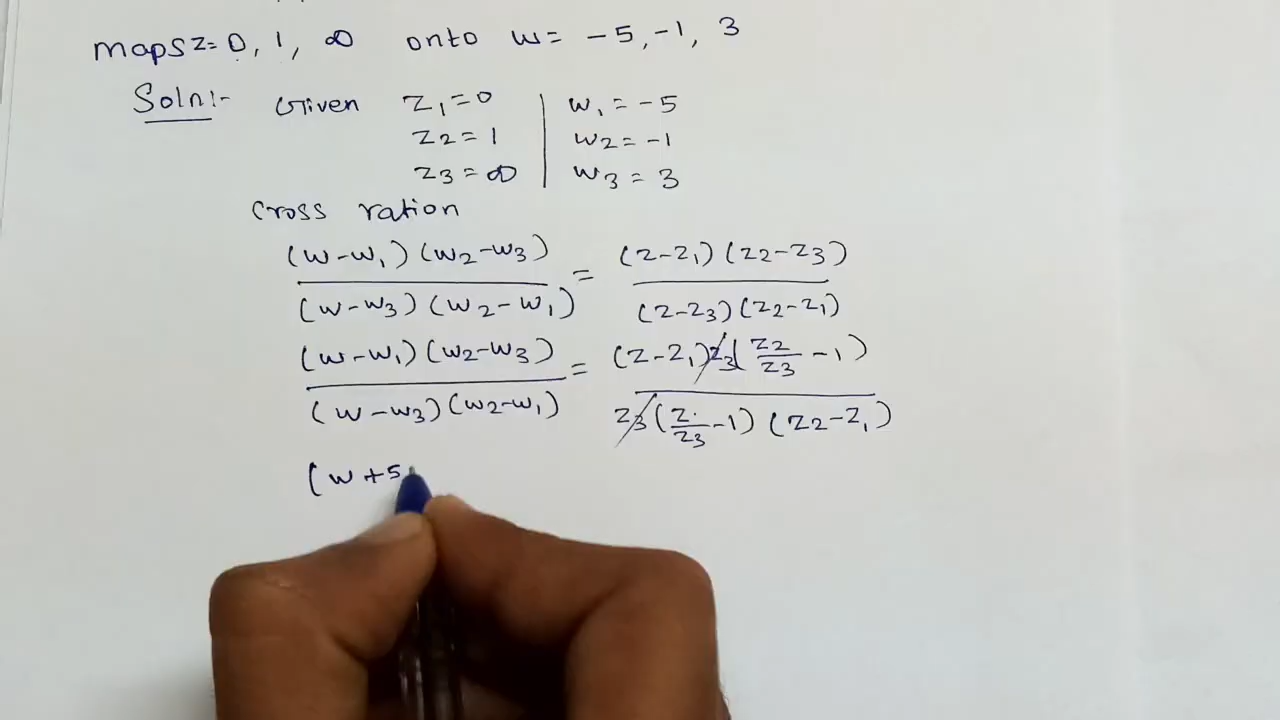 maps z = 0, 1, ∞ onto w = -5, -1, 3
Soln:- Given z₁ = 0 | w₁ = -5
z₂ = 1 | w₂ = -1
z₃ = ∞ | w₃ = 3
cross ration
(w-w₁)(w₂-w₃) / (w-w₃)(w₂-w₁) = (z-z₁)(z₂-z₃) / (z-z₃)(z₂-z₁)
(w-w₁)(w₂-w₃) / (w-w₃)(w₂-w₁) = (z-z₁) z₃(z₂/z₃ - 1) / z₃(z/z₃ - 1)(z₂-z₁)
(w+5